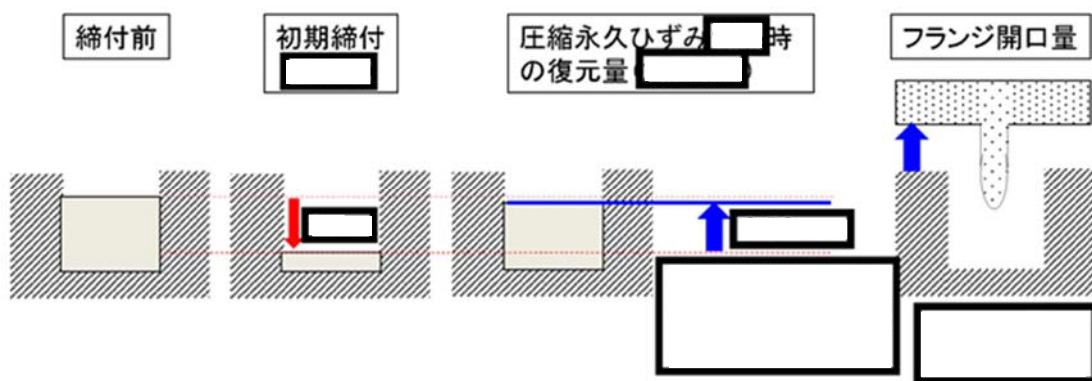 締付前
初期締付
圧縮永久ひずみ 時
の復元量( )
フランジ開口量